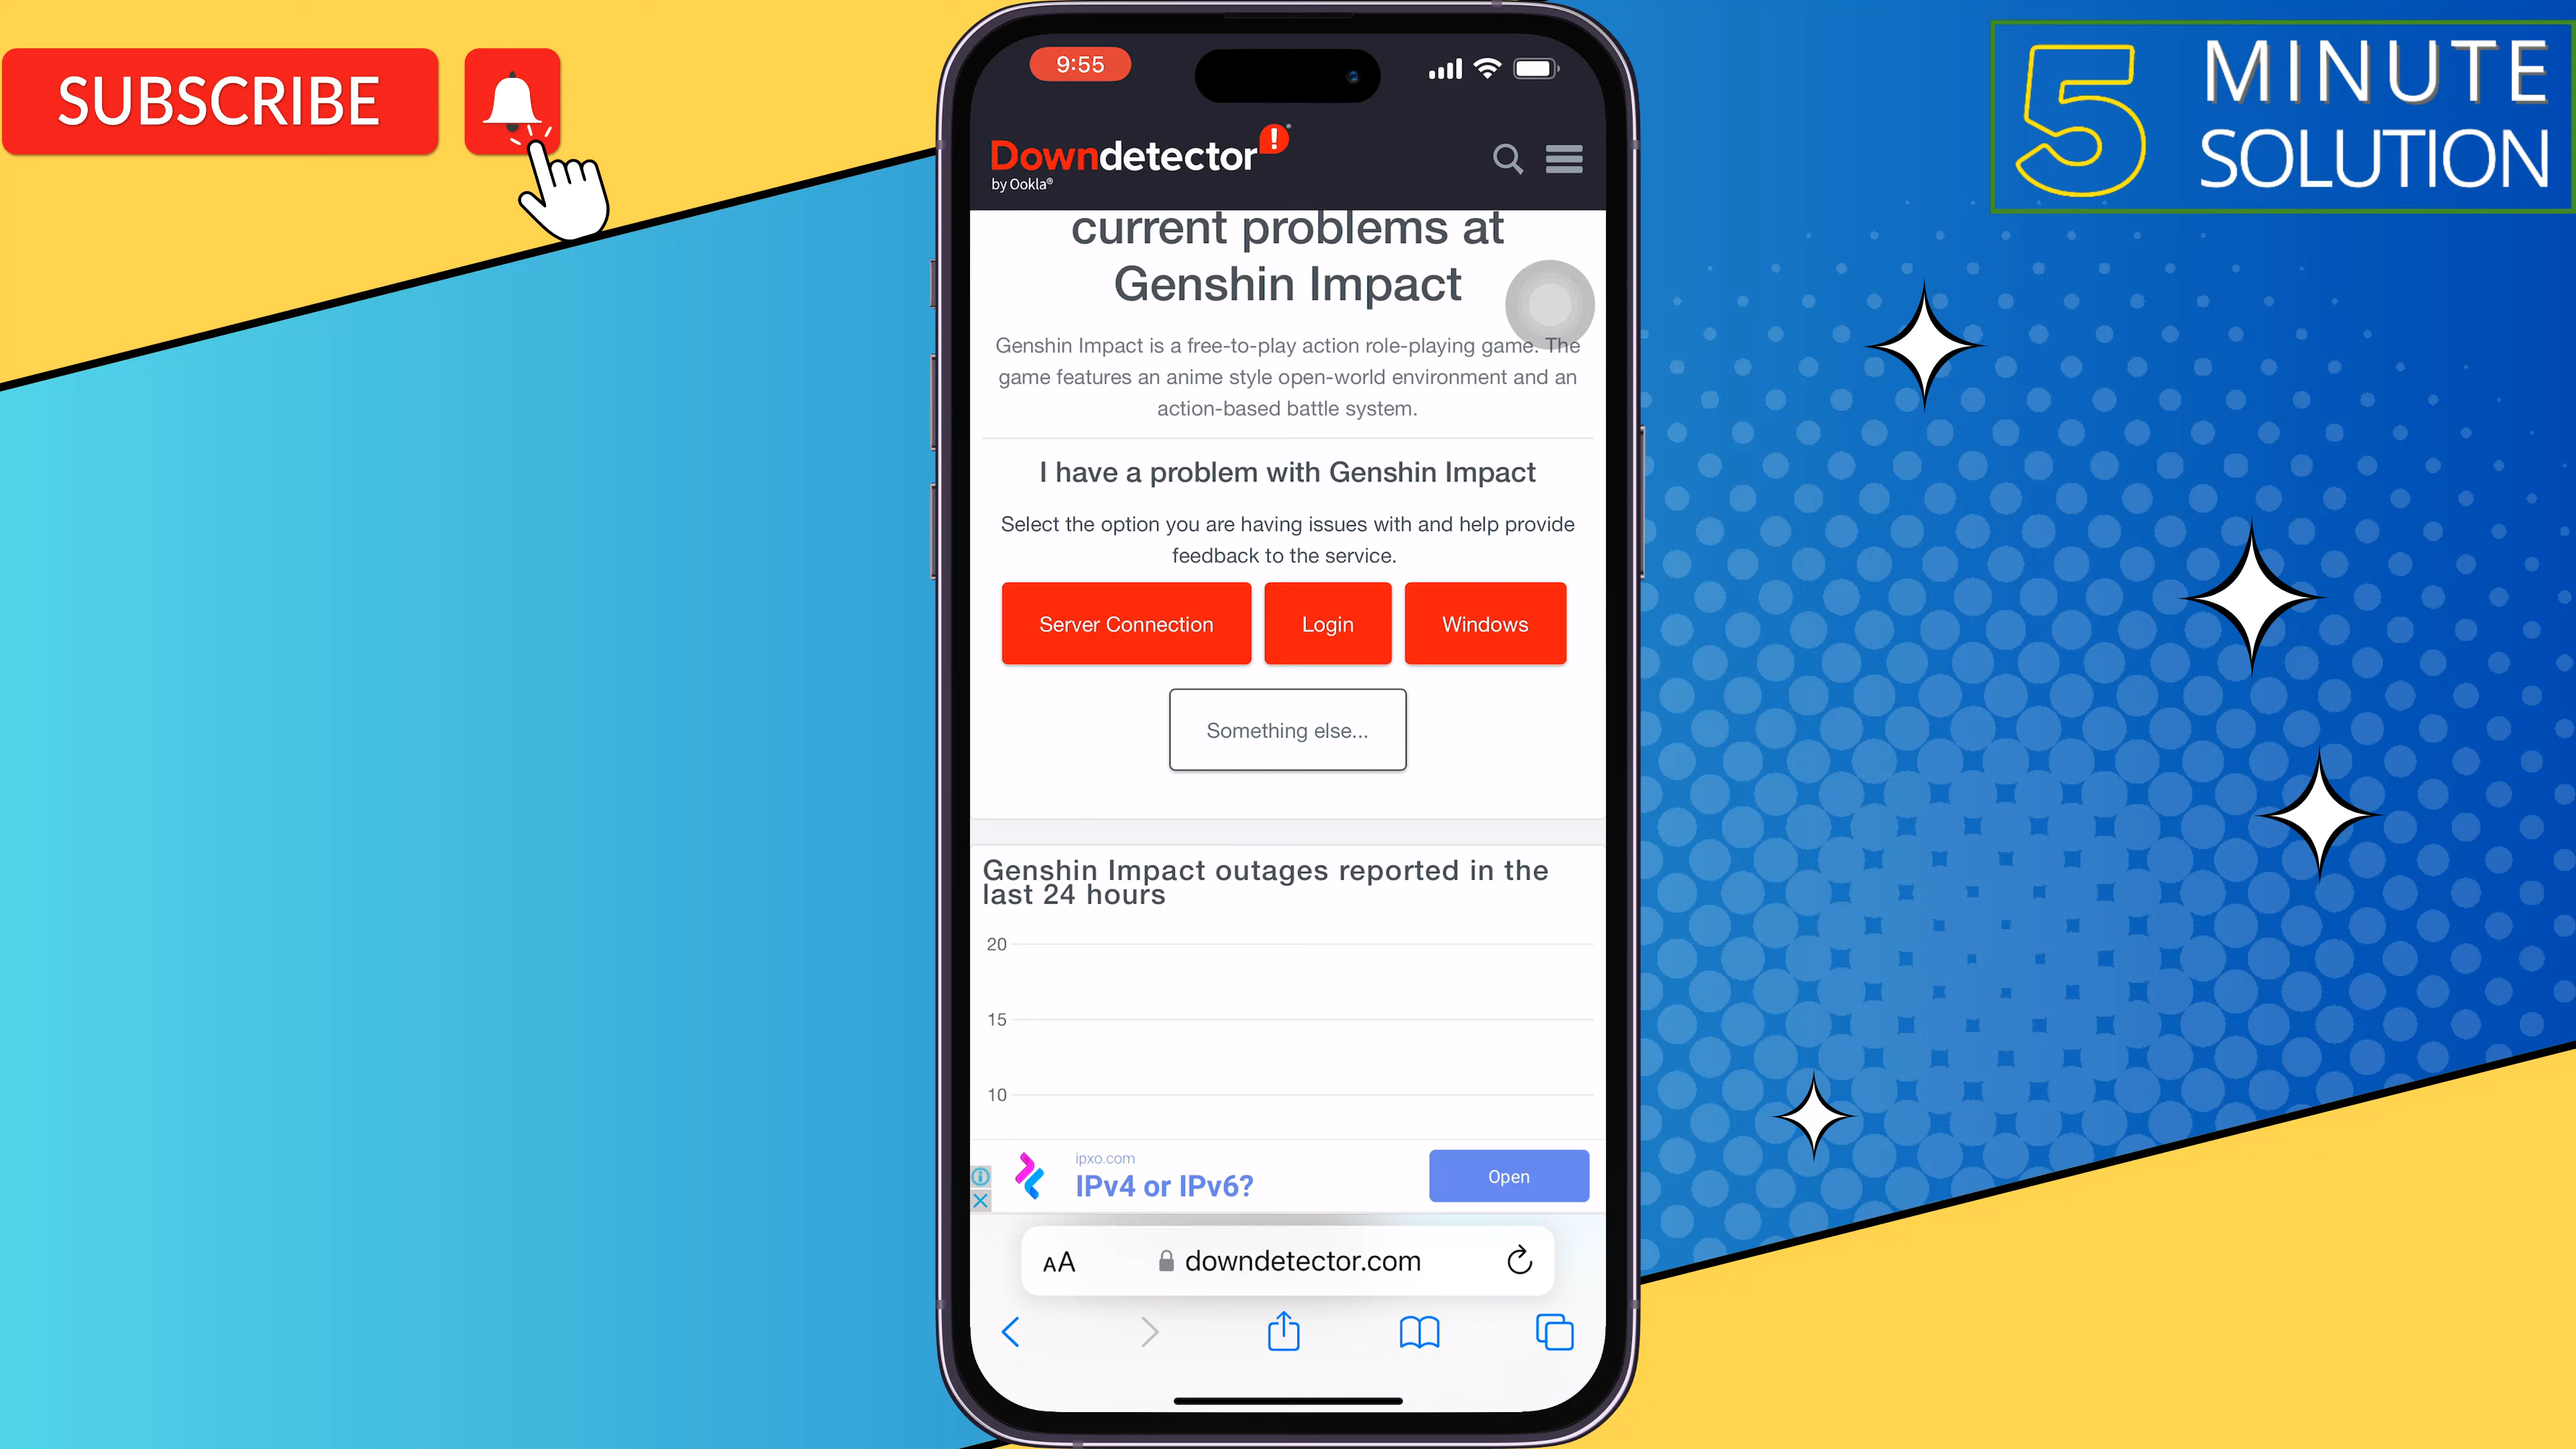 SUBSCRIBE
5 MINUTE
SOLUTION
9:55
Downdetector
by Ookla®
current problems at
Genshin Impact
Genshin Impact is a free-to-play action role-playing game. The
game features an anime style open-world environment and an
action-based battle system.
I have a problem with Genshin Impact
Select the option you are having issues with and help provide
feedback to the service.
Server Connection
Login
Windows
Something else...
Genshin Impact outages reported in the
last 24 hours
20
15
10
ipxo.com
IPv4 or IPv6?
Open
AA
downdetector.com